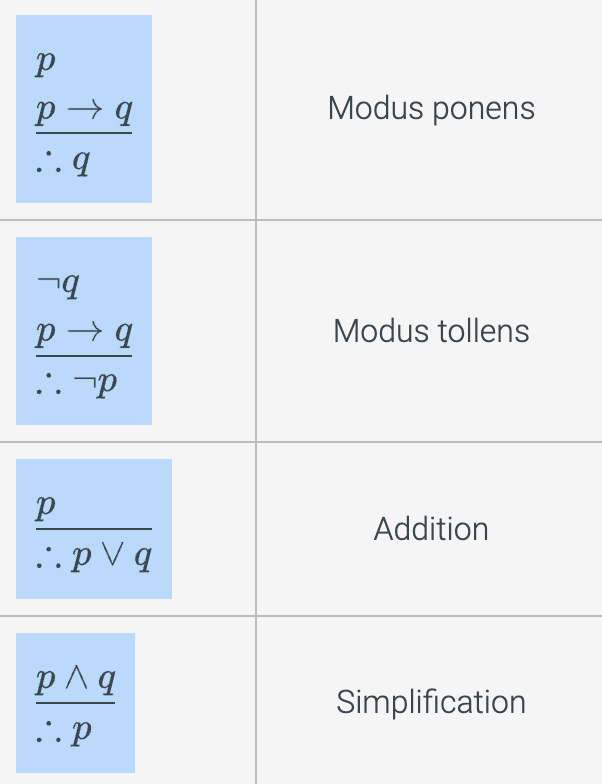 p
p → q
∴ q
Modus ponens
¬q
p → q
∴ ¬p
Modus tollens
p
∴ p ∨ q
Addition
p ∧ q
∴ p
Simplification